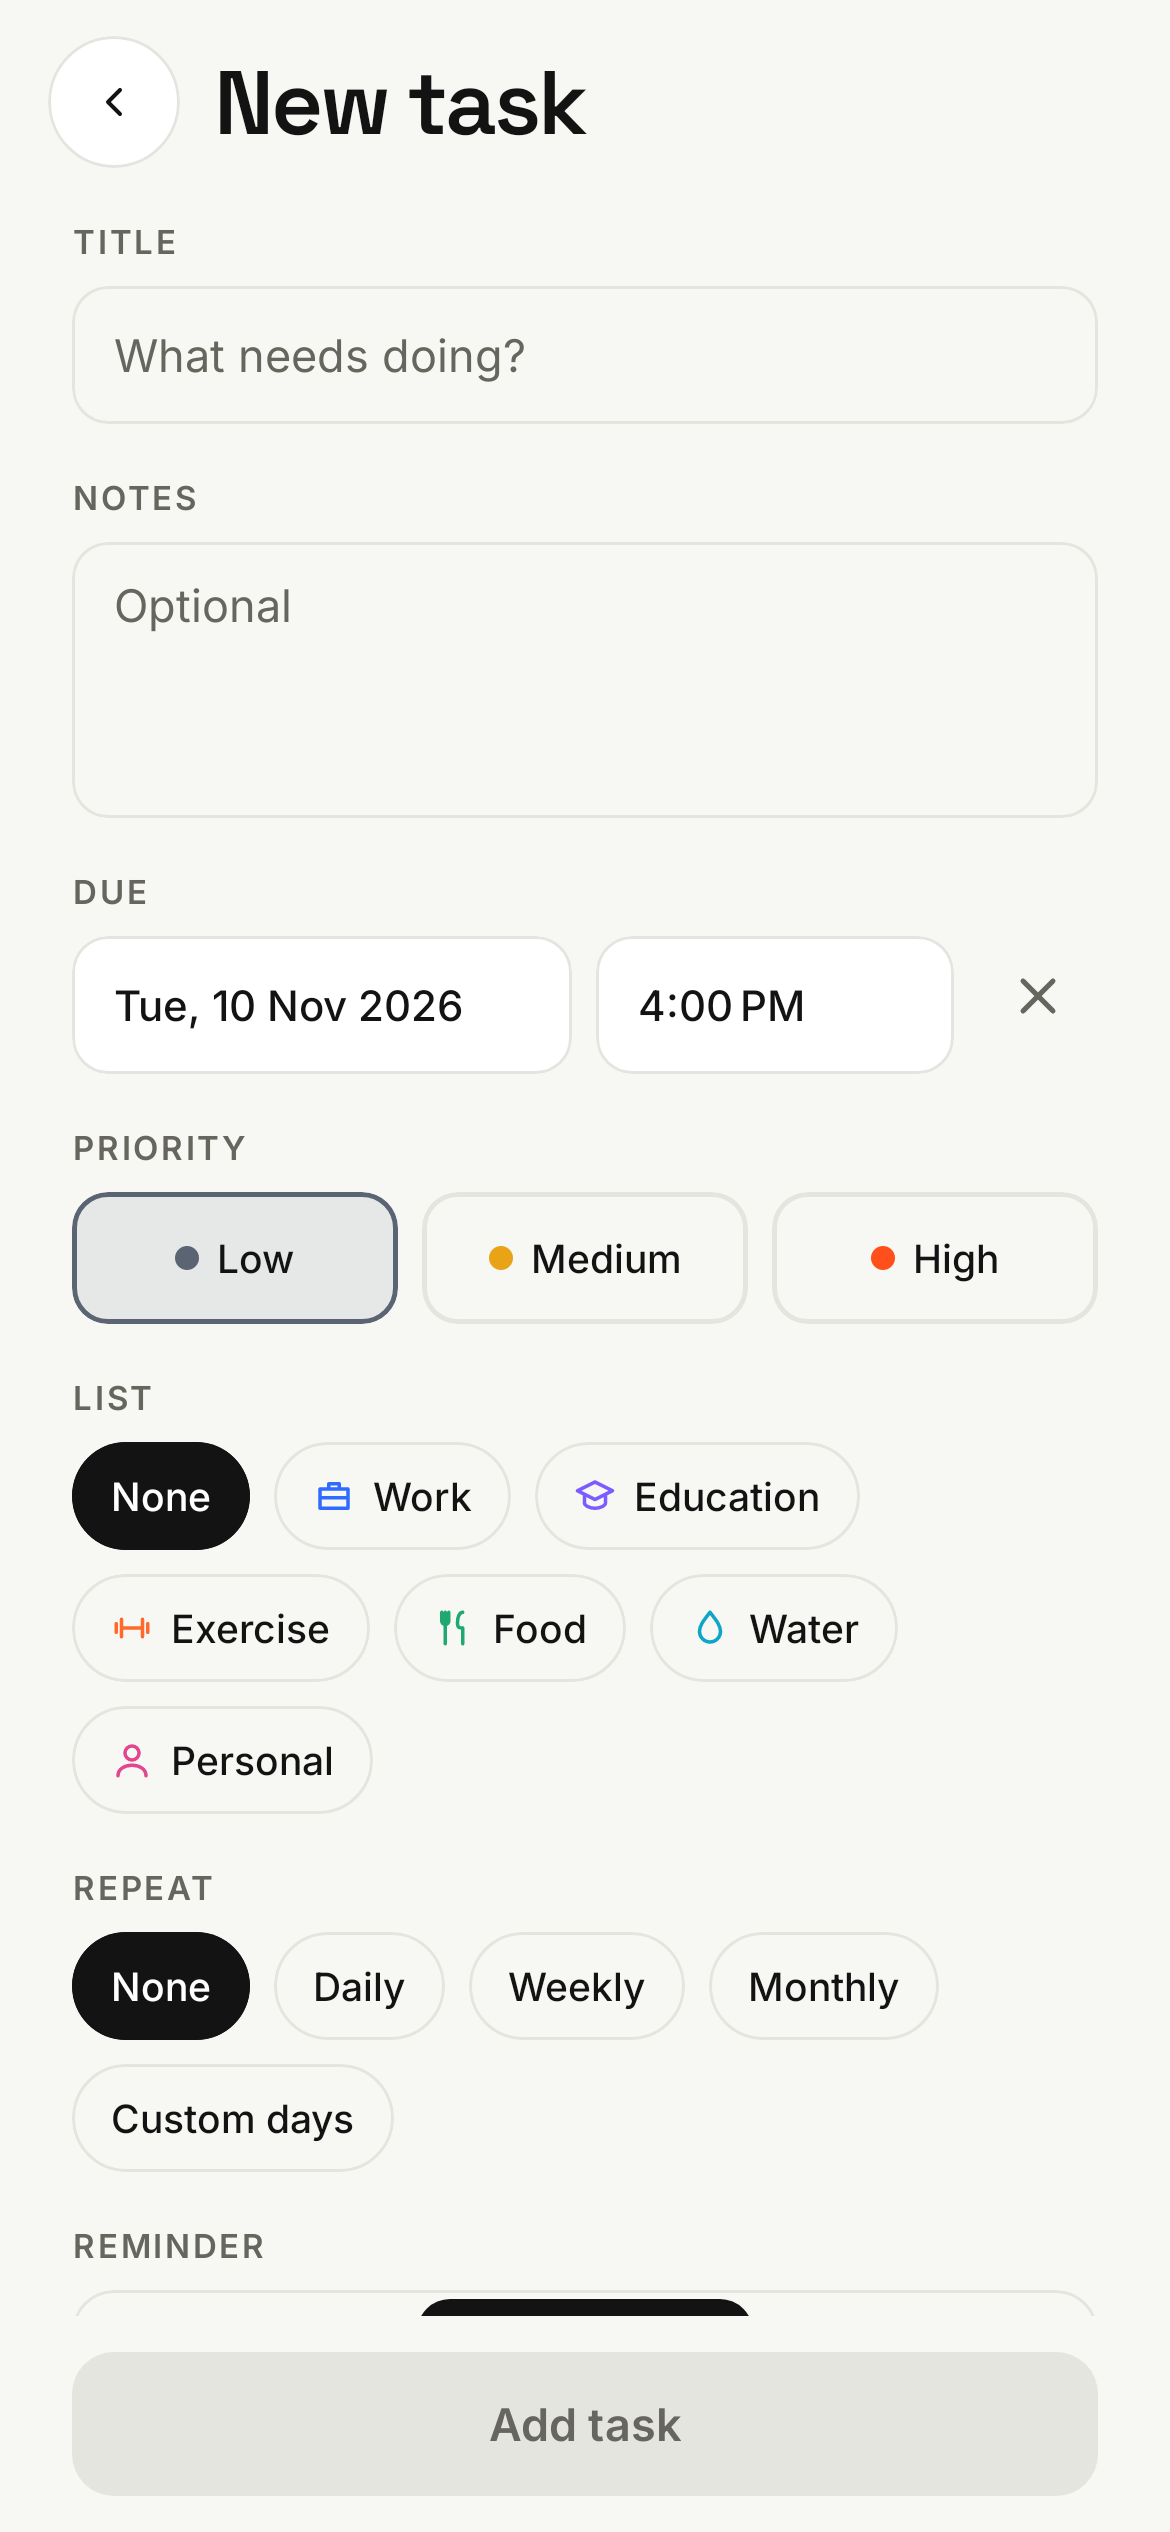 New task
TITLE
What needs doing?
NOTES
Optional
DUE
Tue, 10 Nov 2026 4:00 PM
PRIORITY
Low Medium High
LIST
None Work Education
Exercise Food Water
Personal
REPEAT
None Daily Weekly Monthly
Custom days
REMINDER
Add task